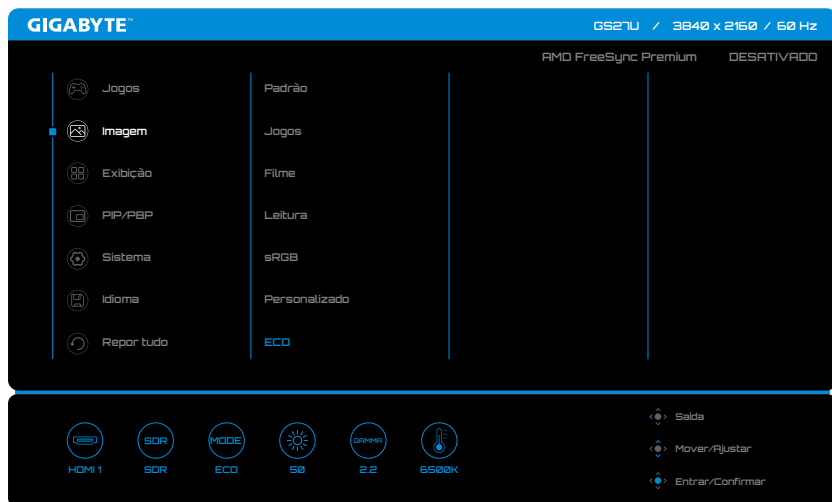 GIGABYTE™
GS27U / 3840 x 2160 / 60 Hz
AMD FreeSync Premium DESATIVADO
Jogos
Imagem
Exibição
PIP/PBP
Sistema
Idioma
Repor tudo
Padrão
Jogos
Filme
Leitura
sRGB
Personalizado
ECO
SDR
MODE
GAMMA
HDMI 1
SDR
ECO
50
2.2
6500K
Saída
Mover/Ajustar
Entrar/Confirmar